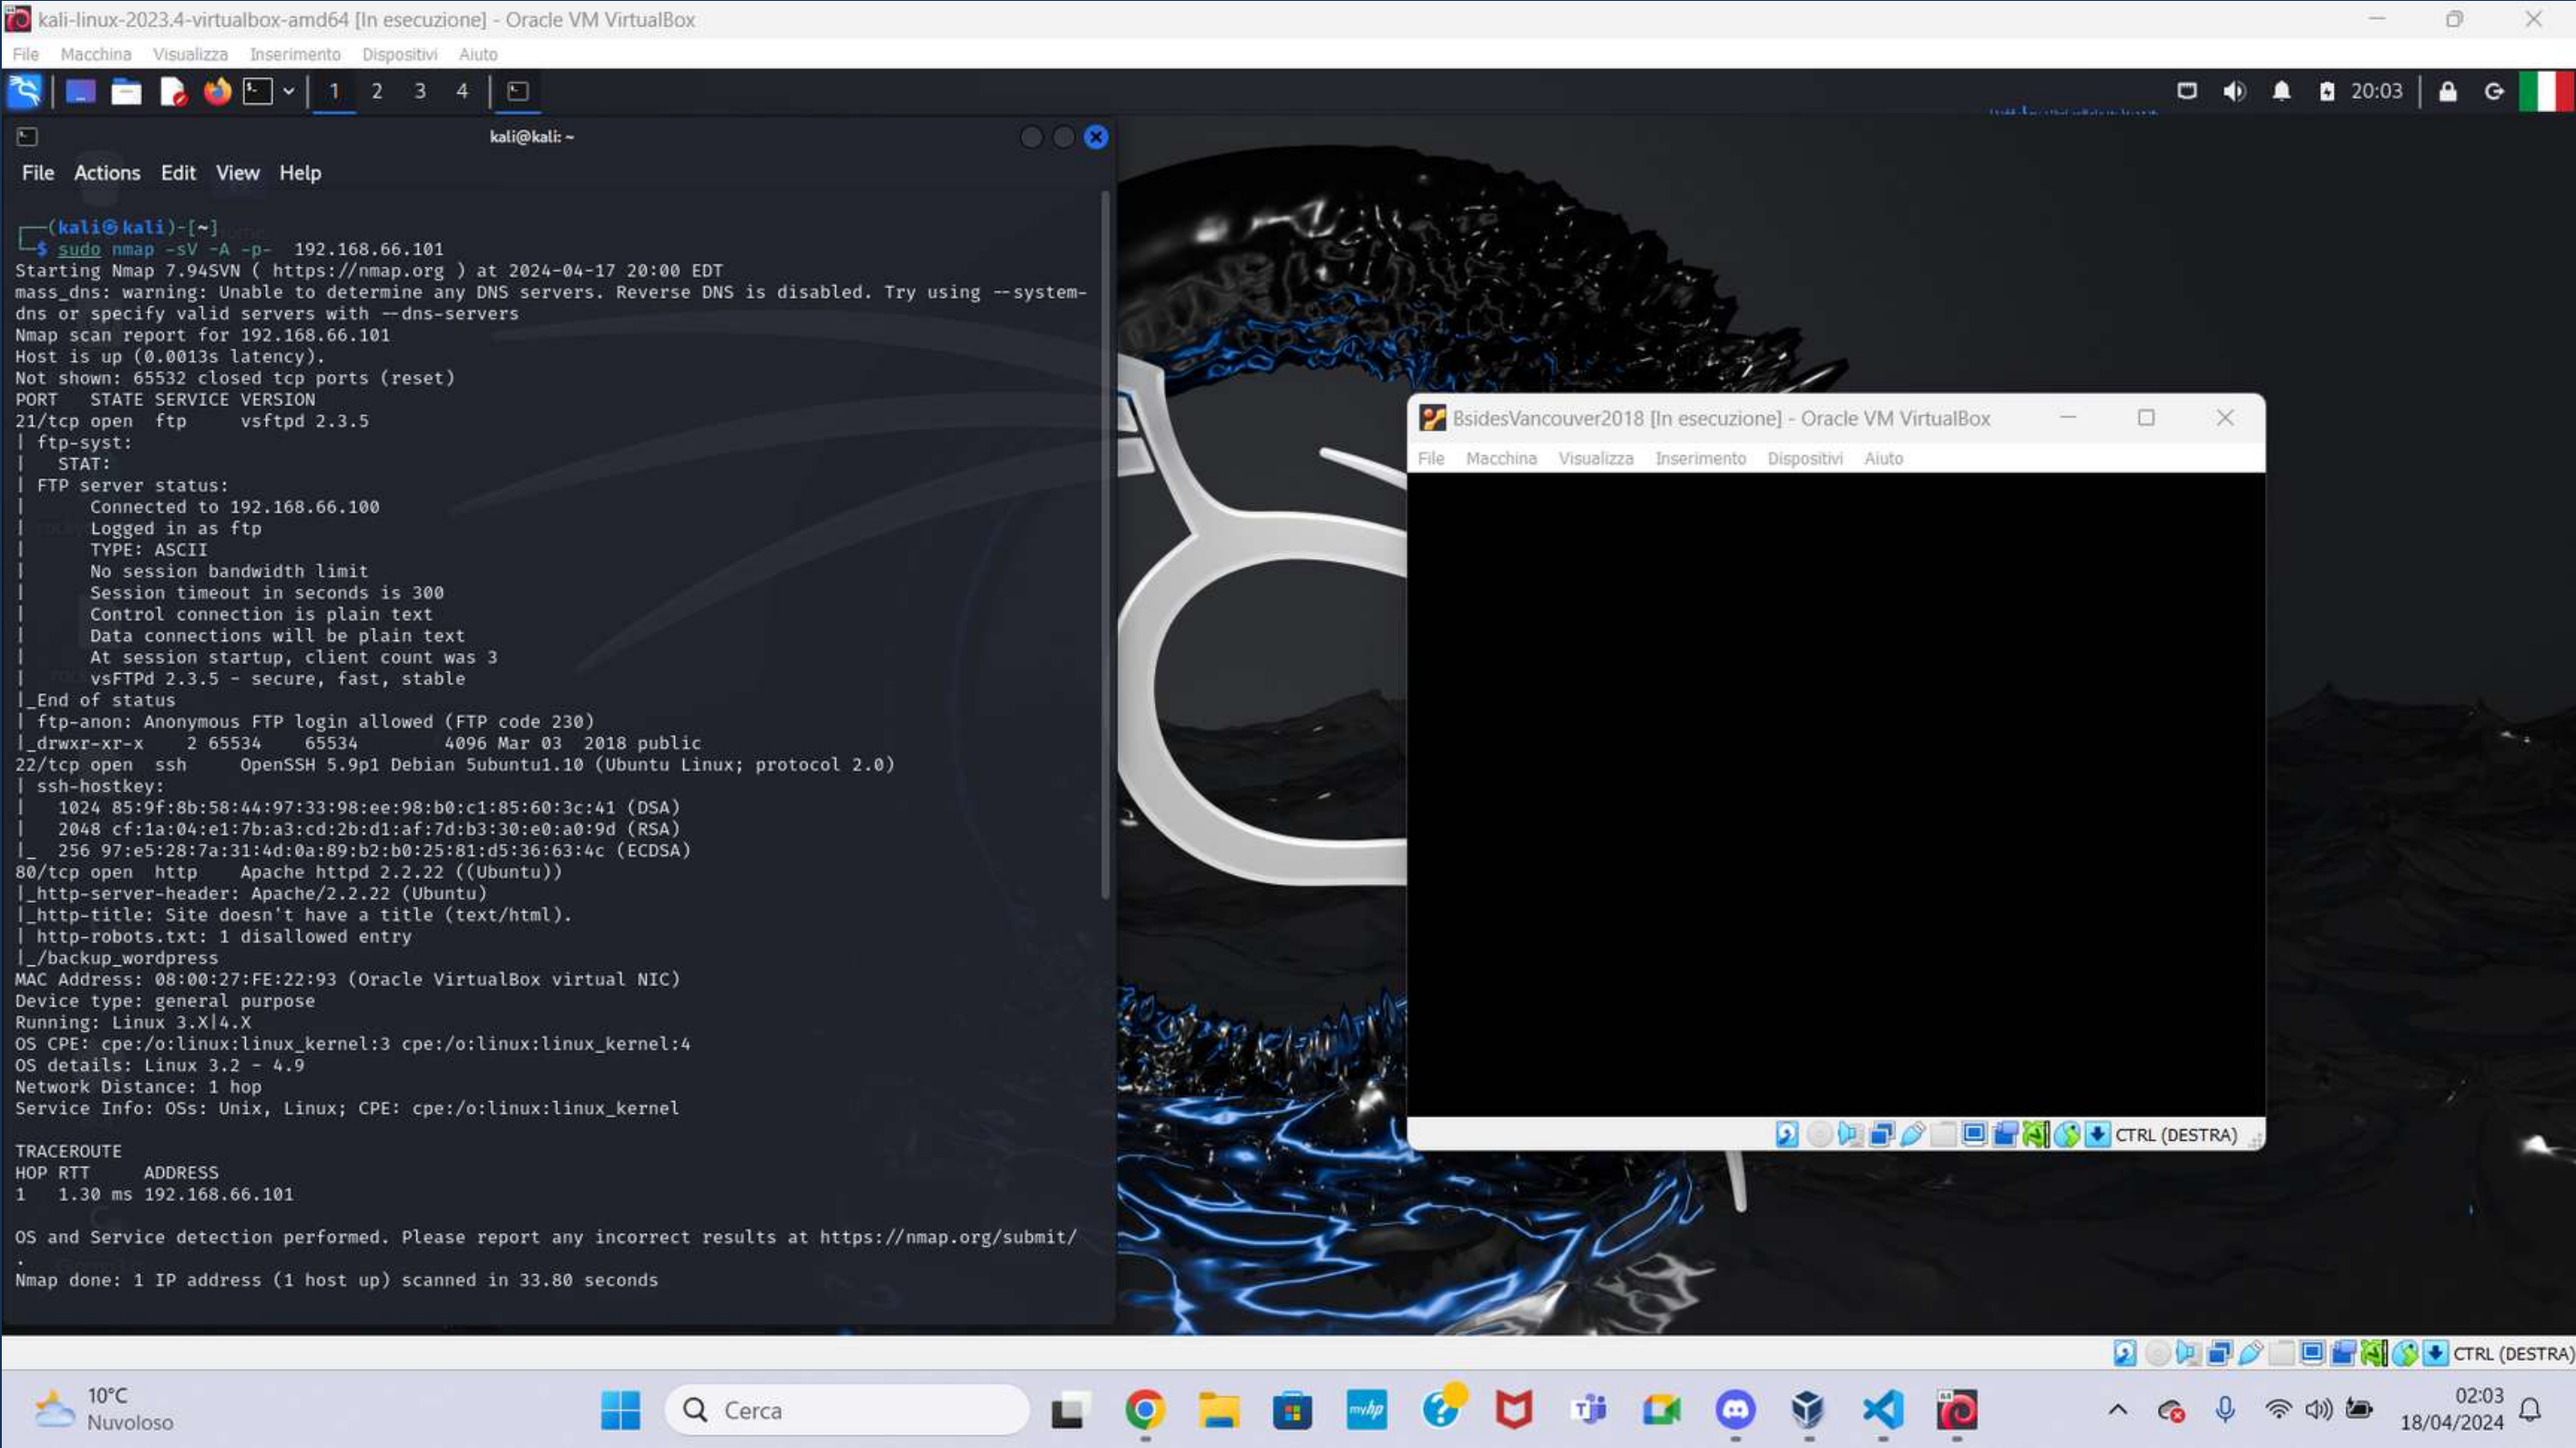 kali-linux-2023.4-virtualbox-amd64 [In esecuzione] - Oracle VM VirtualBox
File Macchina Visualizza Inserimento Dispositivi Aiuto
1 2 3 4
20:03
kali@kali: ~
File Actions Edit View Help
(kali㉿kali)-[~]
$ sudo nmap -sV -A -p- 192.168.66.101
Starting Nmap 7.94SVN ( https://nmap.org ) at 2024-04-17 20:00 EDT
mass_dns: warning: Unable to determine any DNS servers. Reverse DNS is disabled. Try using --system-
dns or specify valid servers with --dns-servers
Nmap scan report for 192.168.66.101
Host is up (0.0013s latency).
Not shown: 65532 closed tcp ports (reset)
PORT STATE SERVICE VERSION
21/tcp open ftp vsftpd 2.3.5
| ftp-syst:
| STAT:
| FTP server status:
| Connected to 192.168.66.100
| Logged in as ftp
| TYPE: ASCII
| No session bandwidth limit
| Session timeout in seconds is 300
| Control connection is plain text
| Data connections will be plain text
| At session startup, client count was 3
| vsFTPd 2.3.5 - secure, fast, stable
|_End of status
| ftp-anon: Anonymous FTP login allowed (FTP code 230)
|_drwxr-xr-x 2 65534 65534 4096 Mar 03 2018 public
22/tcp open ssh OpenSSH 5.9p1 Debian 5ubuntu1.10 (Ubuntu Linux; protocol 2.0)
| ssh-hostkey:
| 1024 85:9f:8b:58:44:97:33:98:ee:98:b0:c1:85:60:3c:41 (DSA)
| 2048 cf:1a:04:e1:7b:a3:cd:2b:d1:af:7d:b3:30:e0:a0:9d (RSA)
|_ 256 97:e5:28:7a:31:4d:0a:89:b2:b0:25:81:d5:36:63:4c (ECDSA)
80/tcp open http Apache httpd 2.2.22 ((Ubuntu))
|_http-server-header: Apache/2.2.22 (Ubuntu)
|_http-title: Site doesn't have a title (text/html).
| http-robots.txt: 1 disallowed entry
|_/backup_wordpress
MAC Address: 08:00:27:FE:22:93 (Oracle VirtualBox virtual NIC)
Device type: general purpose
Running: Linux 3.X|4.X
OS CPE: cpe:/o:linux:linux_kernel:3 cpe:/o:linux:linux_kernel:4
OS details: Linux 3.2 - 4.9
Network Distance: 1 hop
Service Info: OSs: Unix, Linux; CPE: cpe:/o:linux:linux_kernel
TRACEROUTE
HOP RTT ADDRESS
1 1.30 ms 192.168.66.101
OS and Service detection performed. Please report any incorrect results at https://nmap.org/submit/
.
Nmap done: 1 IP address (1 host up) scanned in 33.80 seconds
BsidesVancouver2018 [In esecuzione] - Oracle VM VirtualBox
File Macchina Visualizza Inserimento Dispositivi Aiuto
CTRL (DESTRA)
CTRL (DESTRA)
10°C
Nuvoloso
Cerca
myhp
02:03
18/04/2024